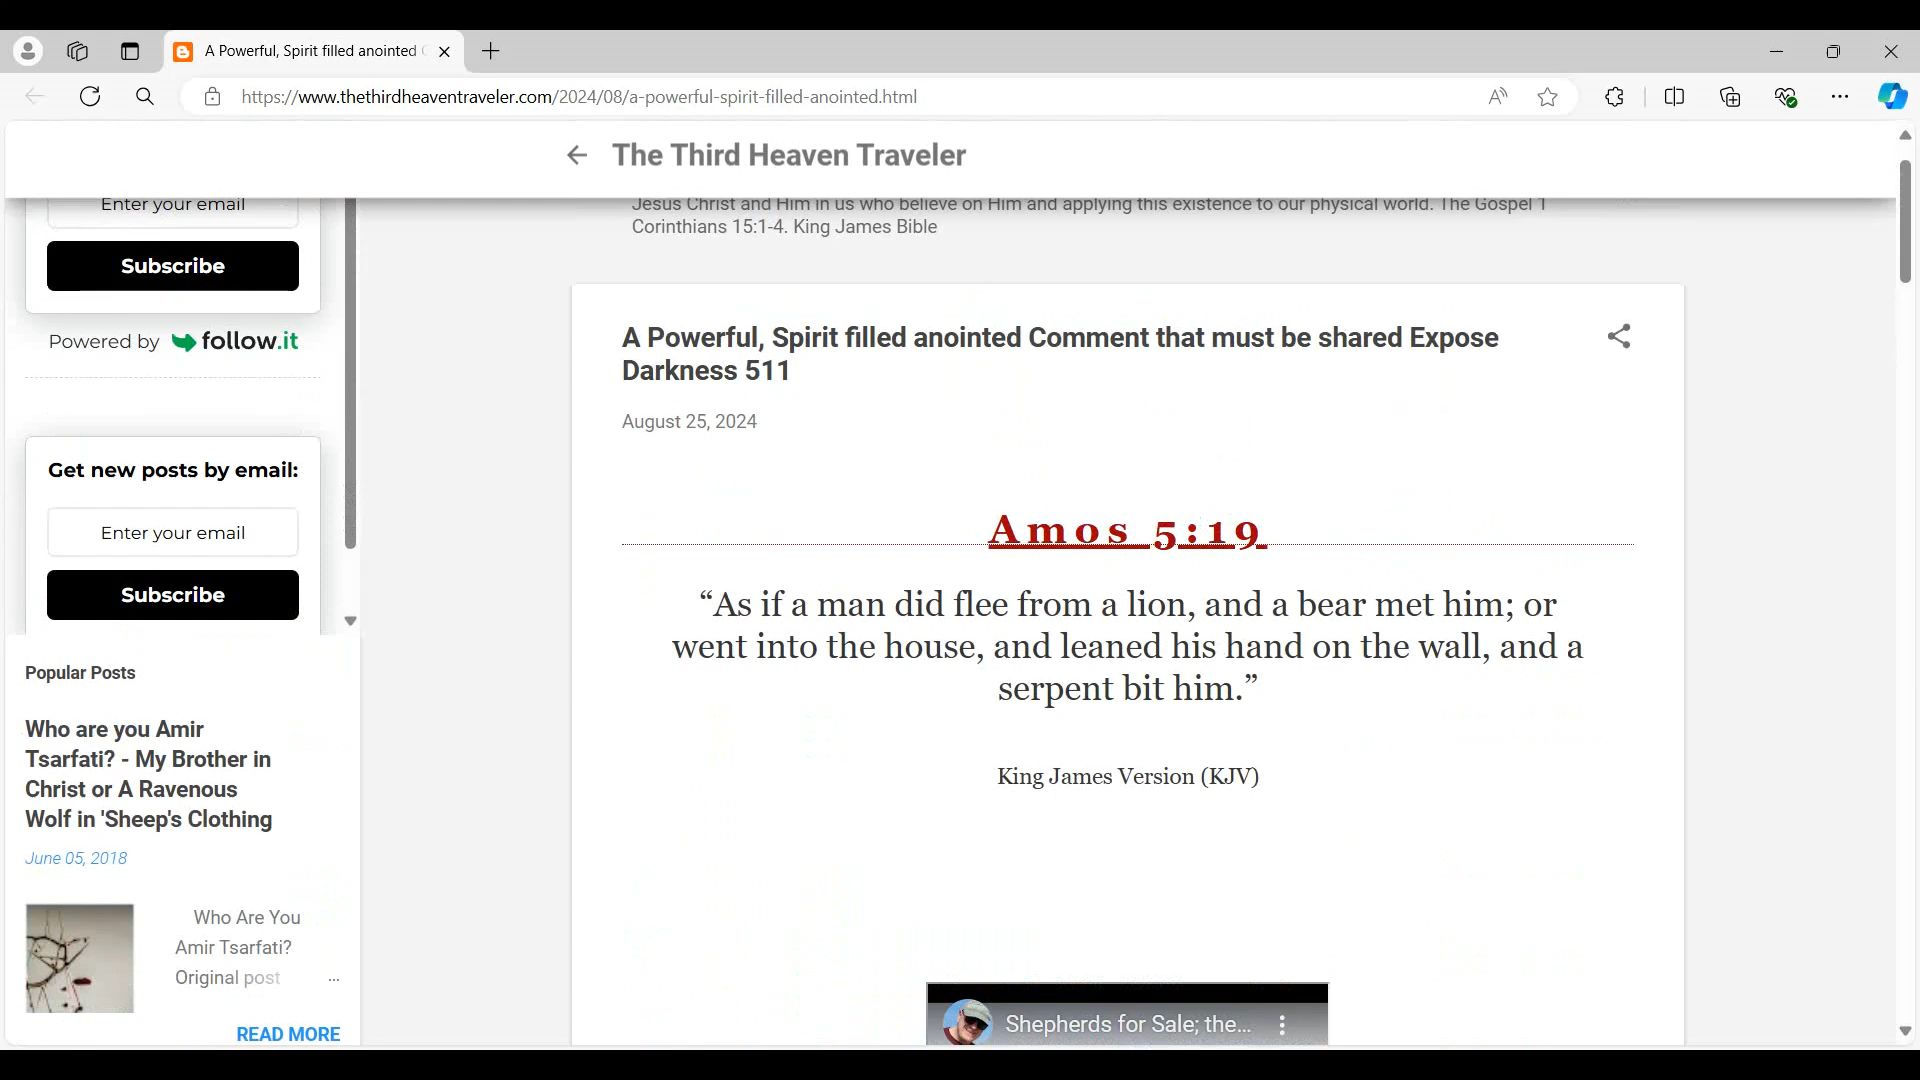 A Powerful, Spirit filled anointed
https://www.thethirdheaventraveler.com/2024/08/a-powerful-spirit-filled-anointed.html
The Third Heaven Traveler
Enter your email
Subscribe
Powered by follow.it
Get new posts by email:
Enter your email
Subscribe
Popular Posts
Who are you Amir
Tsarfati? - My Brother in
Christ or A Ravenous
Wolf in 'Sheep's Clothing
June 05, 2018
Who Are You
Amir Tsarfati?
Original post
...
READ MORE
Jesus Christ and Him in us who believe on Him and applying this existence to our physical world. The Gospel 1
Corinthians 15:1-4. King James Bible
A Powerful, Spirit filled anointed Comment that must be shared Expose
Darkness 511
August 25, 2024
Amos 5:19
“As if a man did flee from a lion, and a bear met him; or
went into the house, and leaned his hand on the wall, and a
serpent bit him.”
King James Version (KJV)
Shepherds for Sale; the...